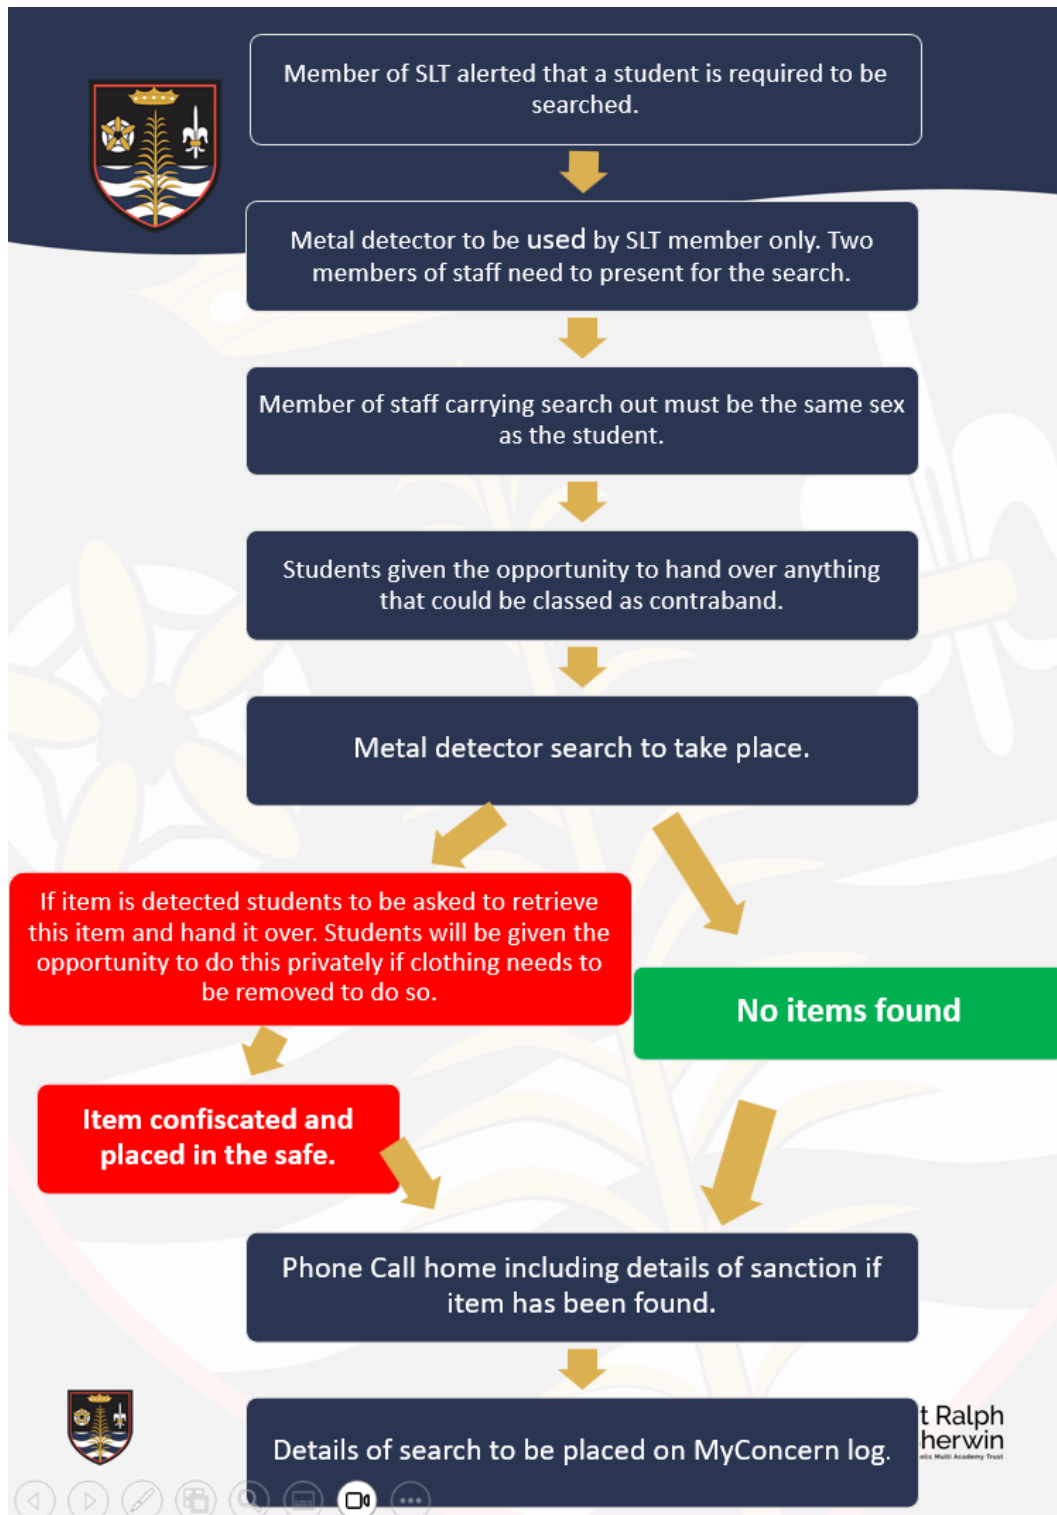 Member of SLT alerted that a student is required to be
searched.
Metal detector to be used by SLT member only. Two
members of staff need to present for the search.
Member of staff carrying search out must be the same sex
as the student.
Students given the opportunity to hand over anything
that could be classed as contraband.
Metal detector search to take place.
If item is detected students to be asked to retrieve
this item and hand it over. Students will be given the
opportunity to do this privately if clothing needs to
be removed to do so.
No items found
Item confiscated and
placed in the safe.
Phone Call home including details of sanction if
item has been found.
Details of search to be placed on MyConcern log.
t Ralph
herwin
olic Multi Academy Trust